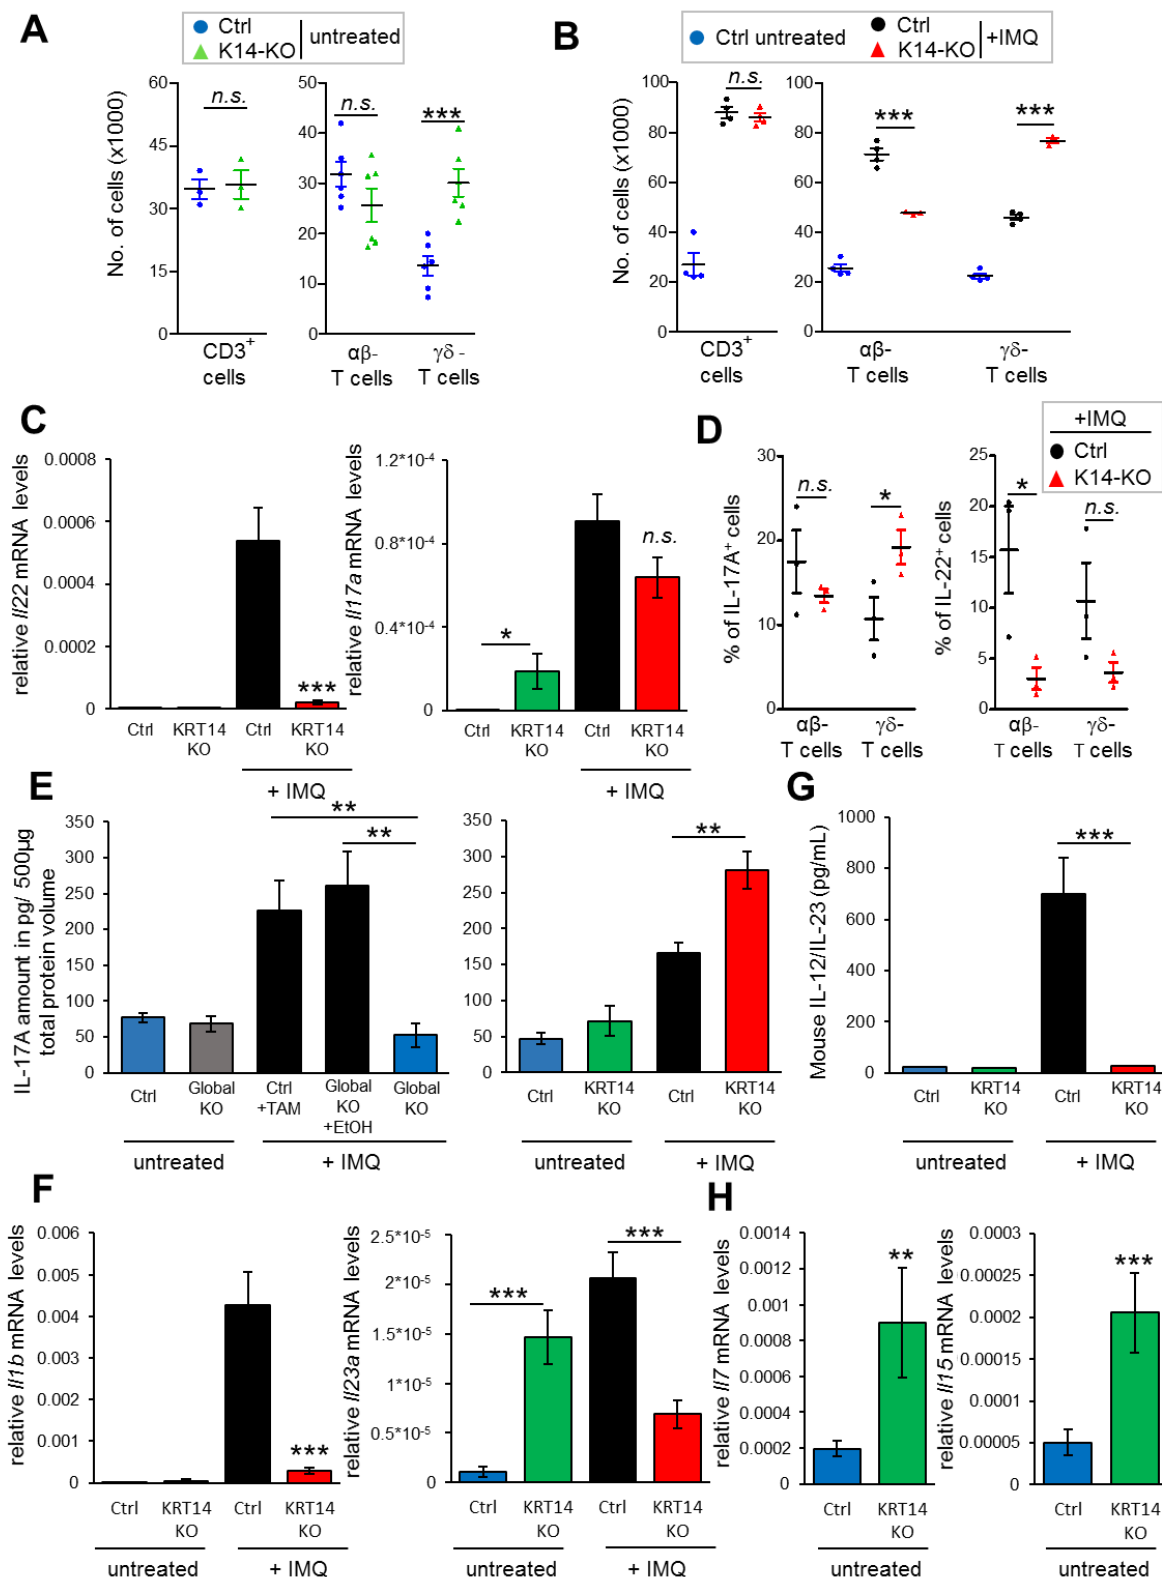 A
Ctrl
K14-KO
untreated
B
Ctrl untreated
Ctrl
K14-KO
+IMQ
No. of cells (x1000)
60
45
30
15
0
n.s.
CD3+
cells
50
40
30
20
10
0
n.s.
***
αβ-
T cells
γδ -
T cells
No. of cells (x1000)
100
80
60
40
20
0
n.s.
CD3+
cells
100
80
60
40
20
0
***
***
αβ-
T cells
γδ-
T cells
C
relative Il22 mRNA levels
0.0008
0.0006
0.0004
0.0002
0
***
Ctrl
KRT14
KO
Ctrl
KRT14
KO
+ IMQ
relative Il17a mRNA levels
1.2*10-4
0.8*10-4
0.4*10-4
0
*
n.s.
Ctrl
KRT14
KO
Ctrl
KRT14
KO
+ IMQ
D
+IMQ
Ctrl
K14-KO
% of IL-17A+ cells
30
20
10
0
n.s.
*
αβ-
T cells
γδ-
T cells
% of IL-22+ cells
25
20
15
10
5
0
*
n.s.
αβ-
T cells
γδ-
T cells
E
IL-17A amount in pg/ 500µg
total protein volume
350
300
250
200
150
100
50
0
**
**
Ctrl
Global
KO
Ctrl
+TAM
Global
KO
+EtOH
Global
KO
untreated
+ IMQ
350
300
250
200
150
100
50
0
**
Ctrl
KRT14
KO
Ctrl
KRT14
KO
untreated
+ IMQ
G
Mouse IL-12/IL-23 (pg/mL)
1000
800
600
400
200
0
***
Ctrl
KRT14
KO
Ctrl
KRT14
KO
untreated
+ IMQ
F
relative Il1b mRNA levels
0.006
0.005
0.004
0.003
0.002
0.001
0
***
Ctrl
KRT14
KO
Ctrl
KRT14
KO
untreated
+ IMQ
relative Il23a mRNA levels
2.5*10-5
2*10-5
1.5*10-5
1*10-5
0.5*10-5
0
***
***
Ctrl
KRT14
KO
Ctrl
KRT14
KO
untreated
+ IMQ
H
relative Il7 mRNA levels
0.0014
0.0012
0.001
0.0008
0.0006
0.0004
0.0002
0
**
Ctrl
KRT14
KO
untreated
relative Il15 mRNA levels
0.0003
0.00025
0.0002
0.00015
0.0001
0.00005
0
***
Ctrl
KRT14
KO
untreated